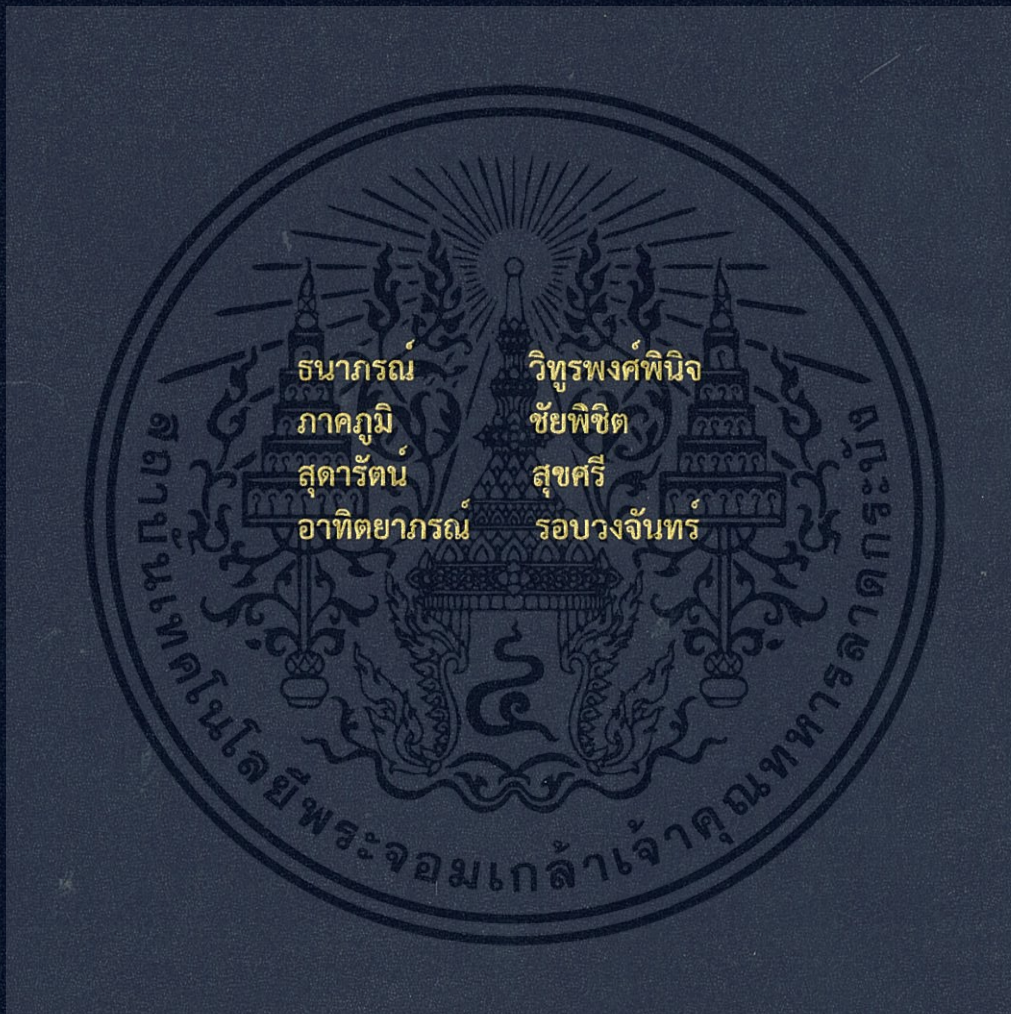 ธนาภรณ์ วิทูรพงศ์พินิจ
ภาคภูมิ ชัยพิชิต
สุดารัตน์ สุขศรี
อาทิตยาภรณ์ รอบวงจันทร์
๔
สถาบันเทคโนโลยีพระจอมเกล้าเจ้าคุณทหารลาดกระบัง